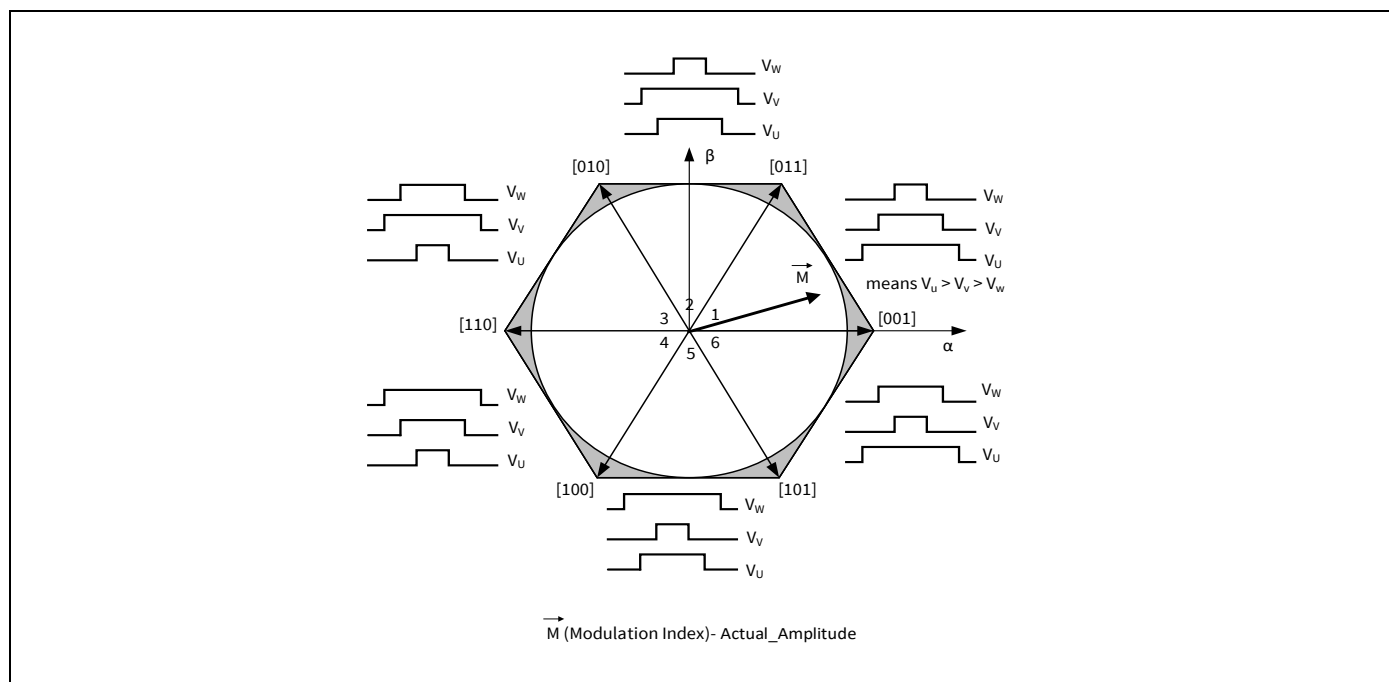 V_W
V_V
V_U
β
[010]
[011]
V_W
V_V
V_U
V_W
V_V
V_U
means V_u > V_v > V_w
M
2
3
1
[110]
[001]
4
5
6
α
V_W
V_V
V_U
V_W
V_V
V_U
[100]
[101]
V_W
V_V
V_U
M (Modulation Index)- Actual_Amplitude